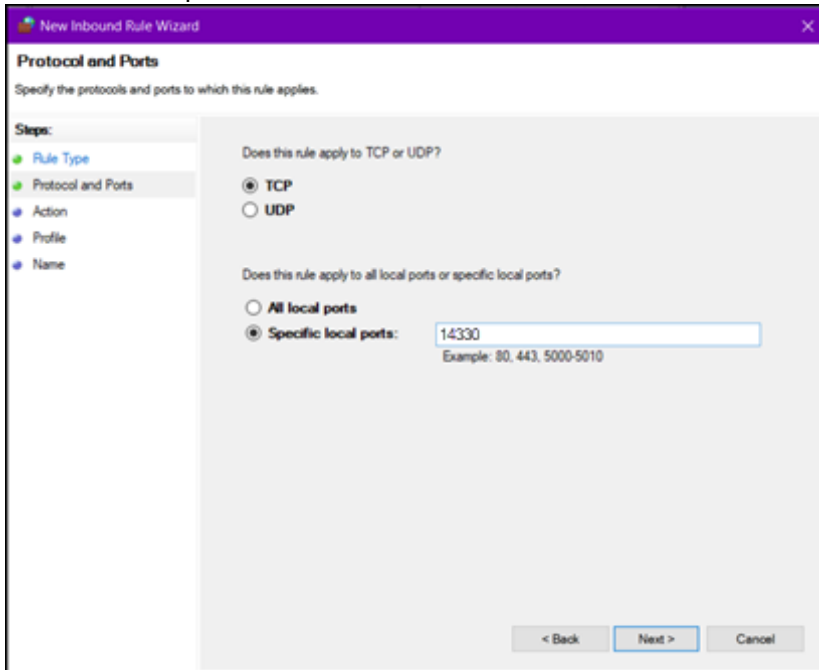 New Inbound Rule Wizard
Protocol and Ports
Specify the protocols and ports to which this rule applies.
Steps:
Rule Type
Protocol and Ports
Action
Profile
Name
Does this rule apply to TCP or UDP?
TCP
UDP
Does this rule apply to all local ports or specific local ports?
All local ports
Specific local ports: 14330
Example: 80, 443, 5000-5010
< Back Next > Cancel